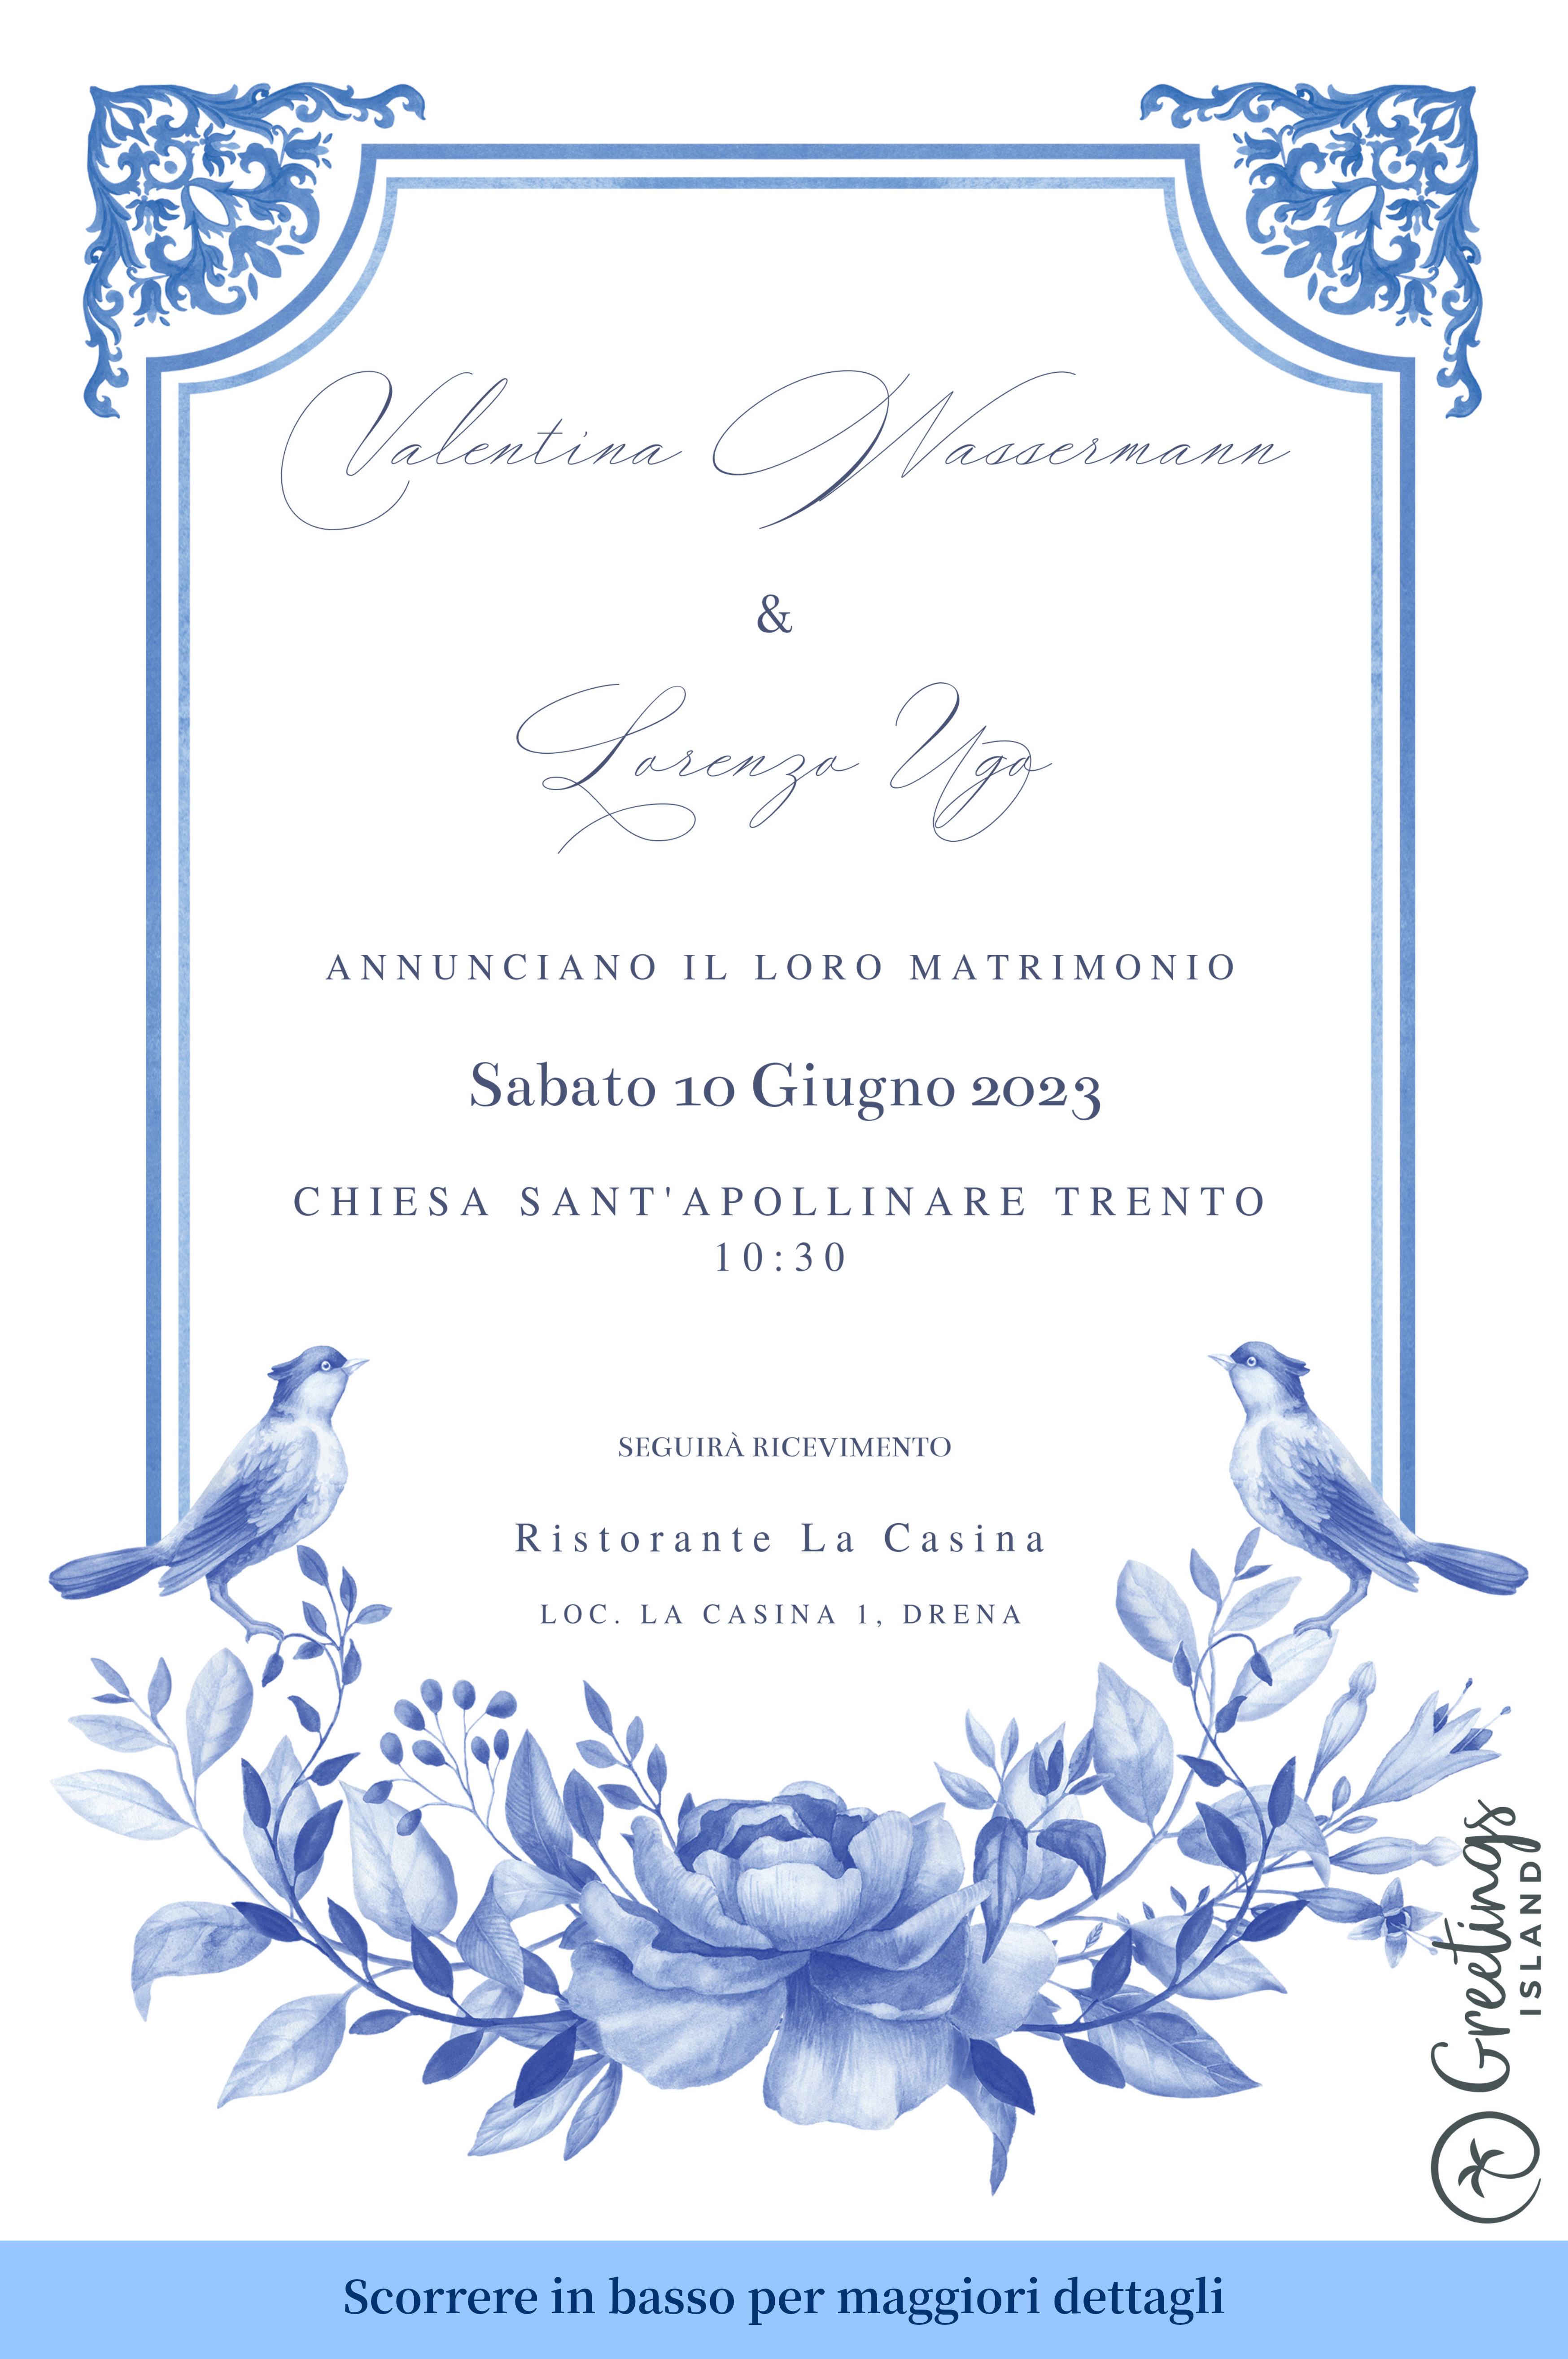 Valentina Wassermann
&
Lorenzo Ugo
ANNUNCIANO IL LORO MATRIMONIO
Sabato 10 Giugno 2023
CHIESA SANT'APOLLINARE TRENTO
10:30
SEGUIRÀ RICEVIMENTO
Ristorante La Casina
LOC. LA CASINA 1, DRENA
Greetings
ISLAND
Scorrere in basso per maggiori dettagli